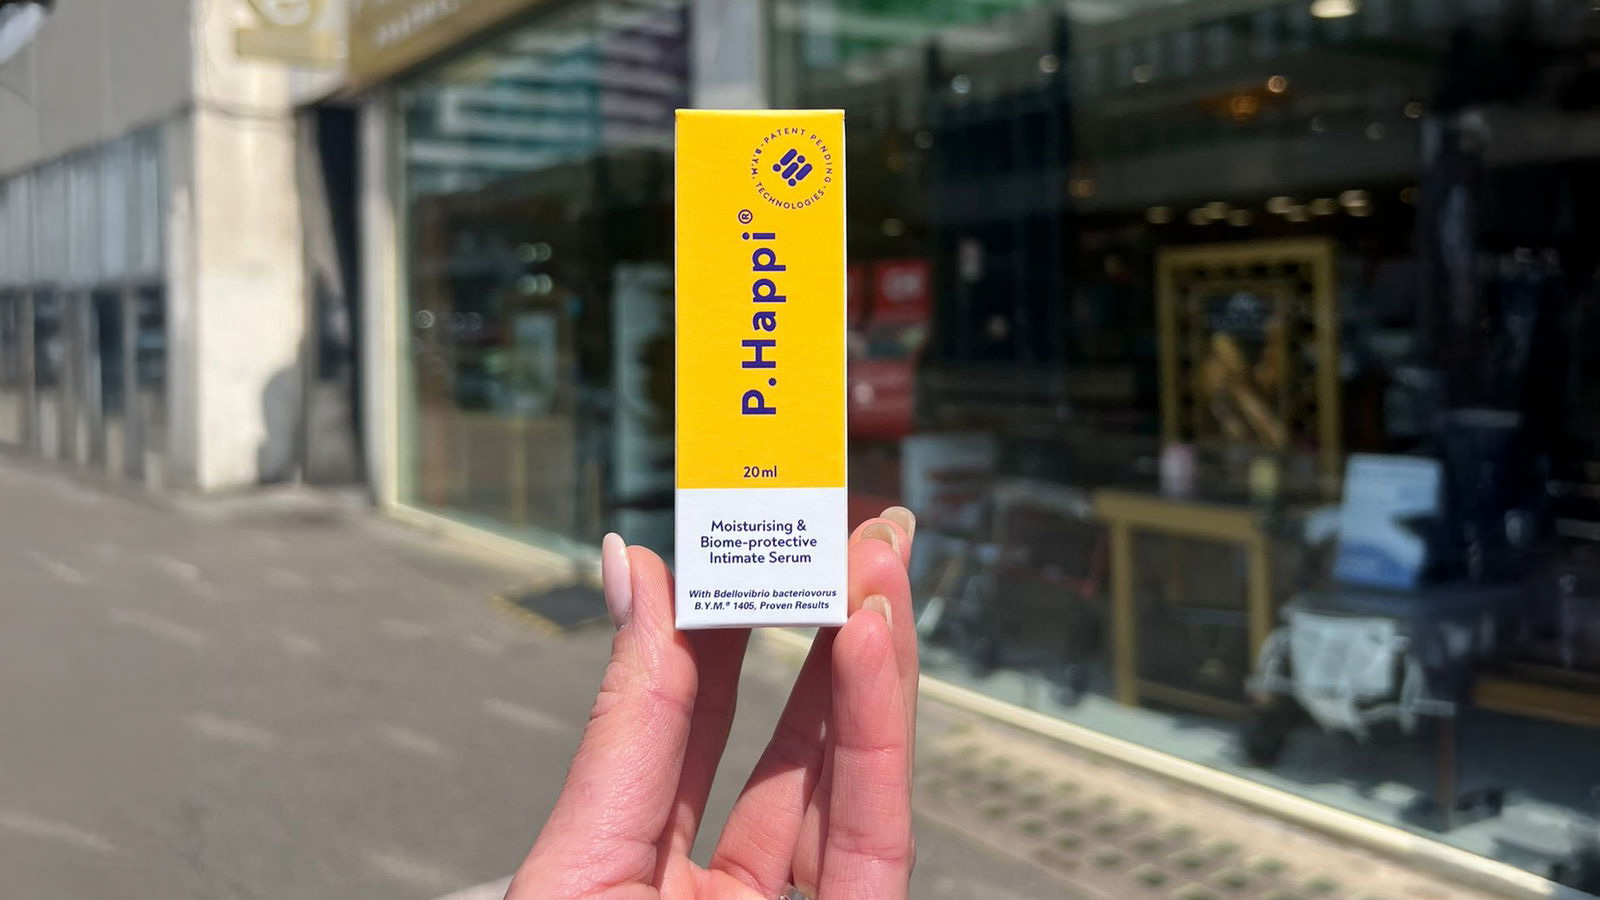 · PATENT PENDING · TECHNOLOGIES · B.Y.M.
P.Happi®
20ml
Moisturising &
Biome-protective
Intimate Serum
With Bdellovibrio bacteriovorus
B.Y.M.® 1405, Proven Results